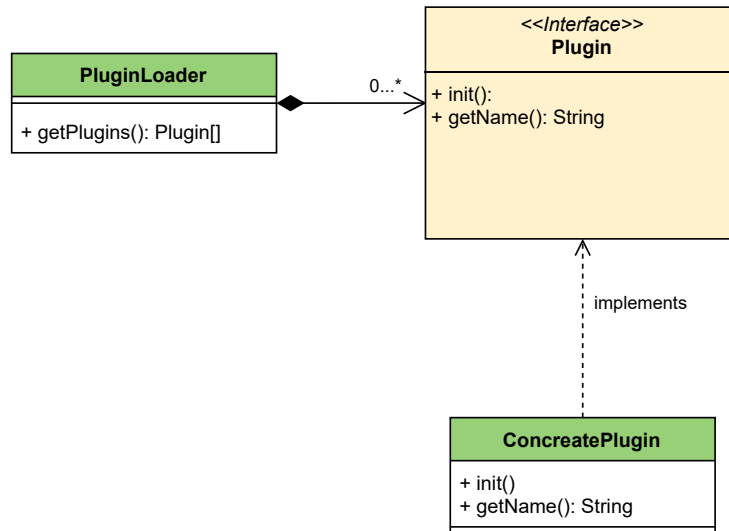 <<Interface>>
Plugin
PluginLoader
0...*
+ init():
+ getName(): String
+ getPlugins(): Plugin[]
implements
ConcreatePlugin
+ init()
+ getName(): String